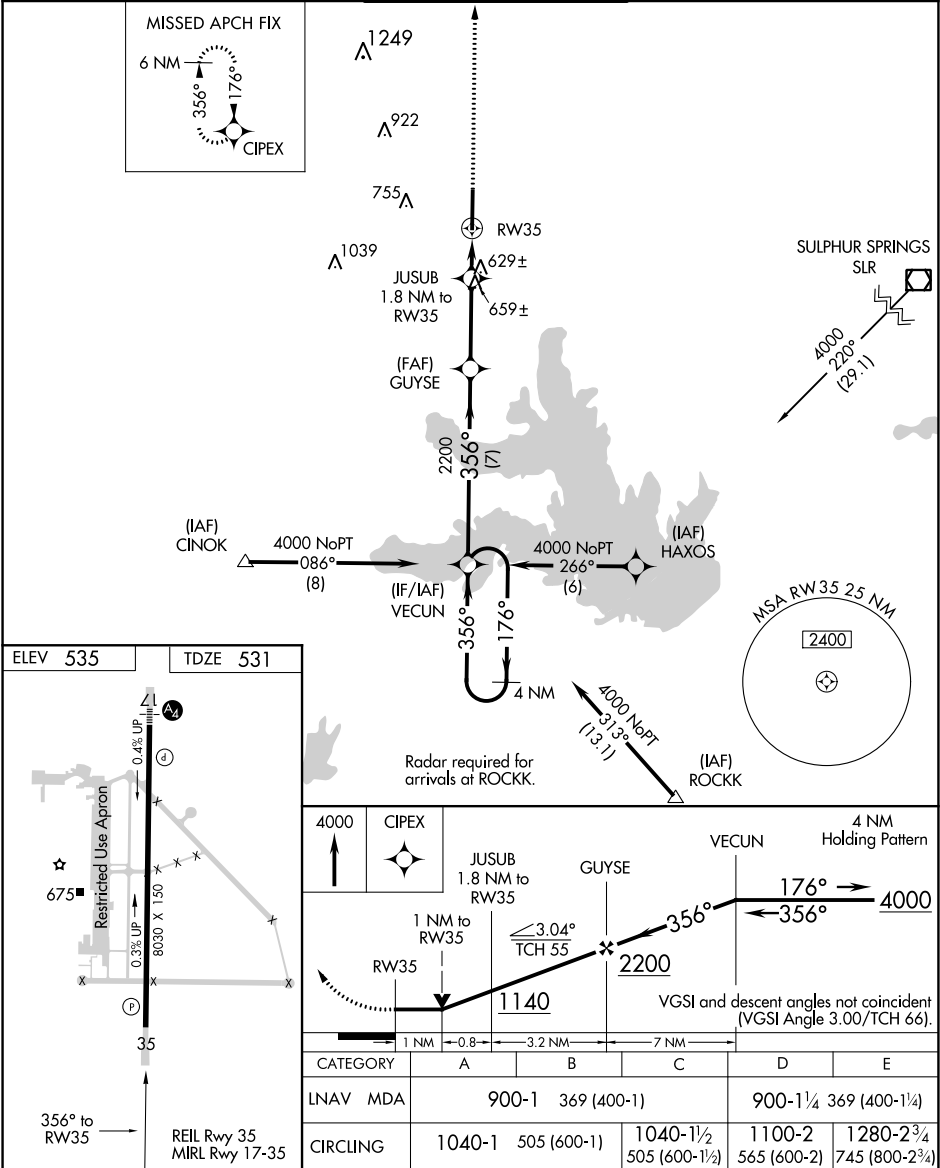 MISSED APCH FIX
6 NM
356°
176°
CIPEX
1249
922
755
1039
RW35
JUSUB
1.8 NM to
RW35
629±
659±
SULPHUR SPRINGS
SLR
4000
220°
(29.1)
(FAF)
GUYSE
2200
356°
(7)
(IAF)
CINOK
4000 NoPT
086°
(8)
(IF/IAF)
VECUN
4000 NoPT
266°
(6)
(IAF)
HAXOS
356°
176°
4 NM
MSA RW35 25 NM
2400
4000 NoPT
313°
(13.1)
(IAF)
ROCKK
Radar required for
arrivals at ROCKK.
ELEV 535
TDZE 531
17
A4
0.4% UP
P
Restricted Use Apron
X
X X X
675
0.3% UP
8030 X 150
X
X X X
P
35
356° to
RW35
REIL Rwy 35
MIRL Rwy 17-35
4000
CIPEX
JUSUB
1.8 NM to
RW35
GUYSE
VECUN
4 NM
Holding Pattern
1 NM to
RW35
3.04°
TCH 55
356°
176°
356°
4000
RW35
2200
1140
VGSI and descent angles not coincident
(VGSI Angle 3.00/TCH 66).
1 NM 0.8 3.2 NM 7 NM
CATEGORY A B C D E
LNAV MDA 900-1 369 (400-1) 900-1¼ 369 (400-1¼)
CIRCLING 1040-1 505 (600-1) 1040-1½ 505 (600-1½) 1100-2 565 (600-2) 1280-2¾ 745 (800-2¾)